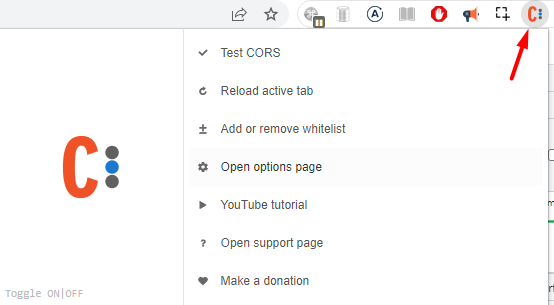 Test CORS
Reload active tab
Add or remove whitelist
Open options page
YouTube tutorial
? Open support page
Make a donation
C:
Toggle ON|OFF